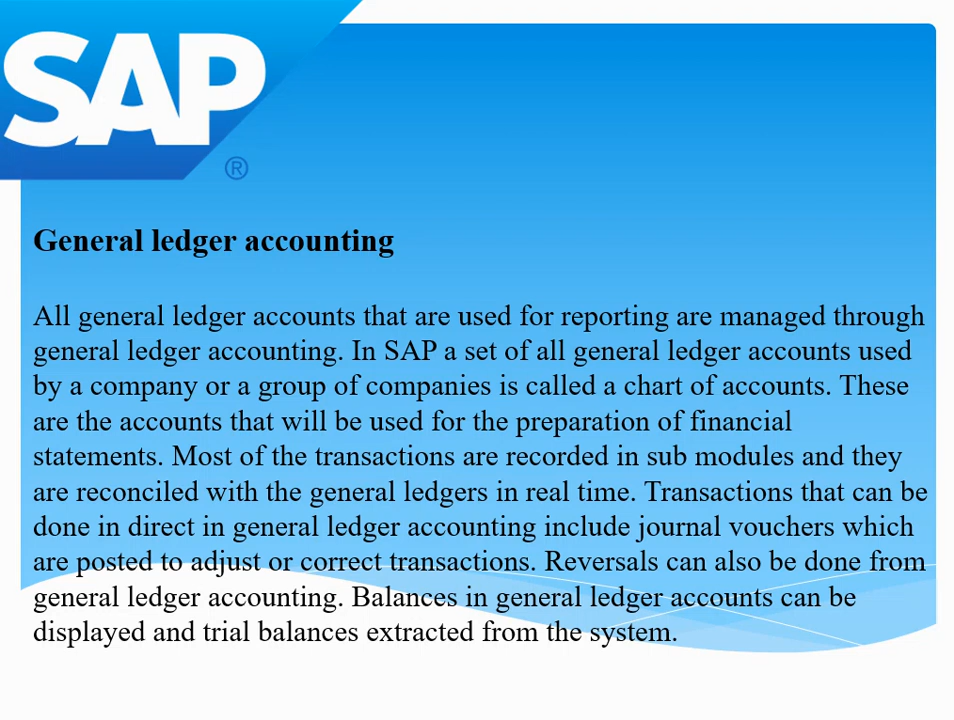 SAP
®
General ledger accounting
All general ledger accounts that are used for reporting are managed through
general ledger accounting. In SAP a set of all general ledger accounts used
by a company or a group of companies is called a chart of accounts. These
are the accounts that will be used for the preparation of financial
statements. Most of the transactions are recorded in sub modules and they
are reconciled with the general ledgers in real time. Transactions that can be
done in direct in general ledger accounting include journal vouchers which
are posted to adjust or correct transactions. Reversals can also be done from
general ledger accounting. Balances in general ledger accounts can be
displayed and trial balances extracted from the system.